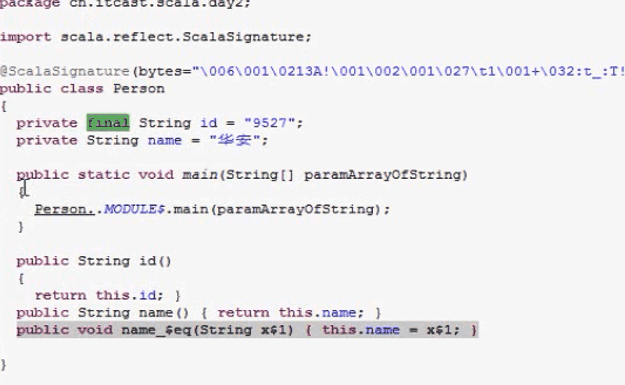 package cn.itcast.scala.day2;
import scala.reflect.ScalaSignature;
@ScalaSignature(bytes="\006\001\0213A!\001\002\001\027\t1\001+\032:t_:T!
public class Person
{
private final String id = "9527";
private String name = "华安";
public static void main(String[] paramArrayOfString)
{
Person..MODULE$.main(paramArrayOfString);
}
public String id()
{
return this.id; }
public String name() { return this.name; }
public void name_$eq(String x$1) { this.name = x$1; }
}